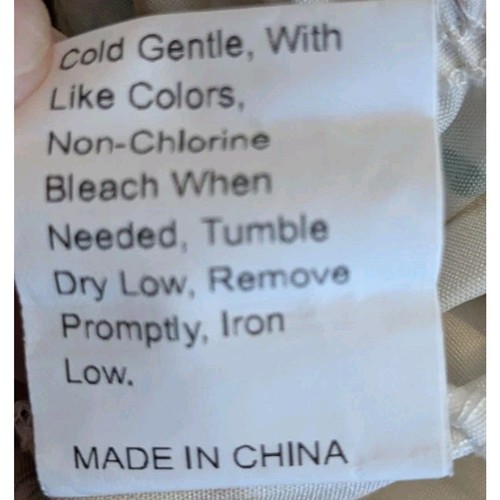 Cold Gentle, With
Like Colors,
Non-Chlorine
Bleach When
Needed, Tumble
Dry Low, Remove
Promptly, Iron
Low.
MADE IN CHINA